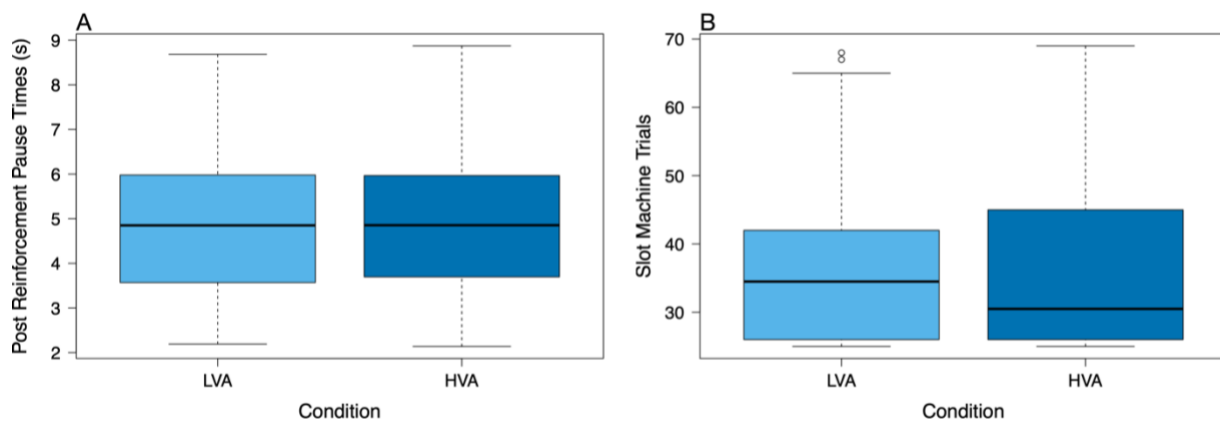 A
Post Reinforcement Pause Times (s)
9
8
7
6
5
4
3
2
LVA
HVA
Condition
B
Slot Machine Trials
70
60
50
40
30
LVA
HVA
Condition